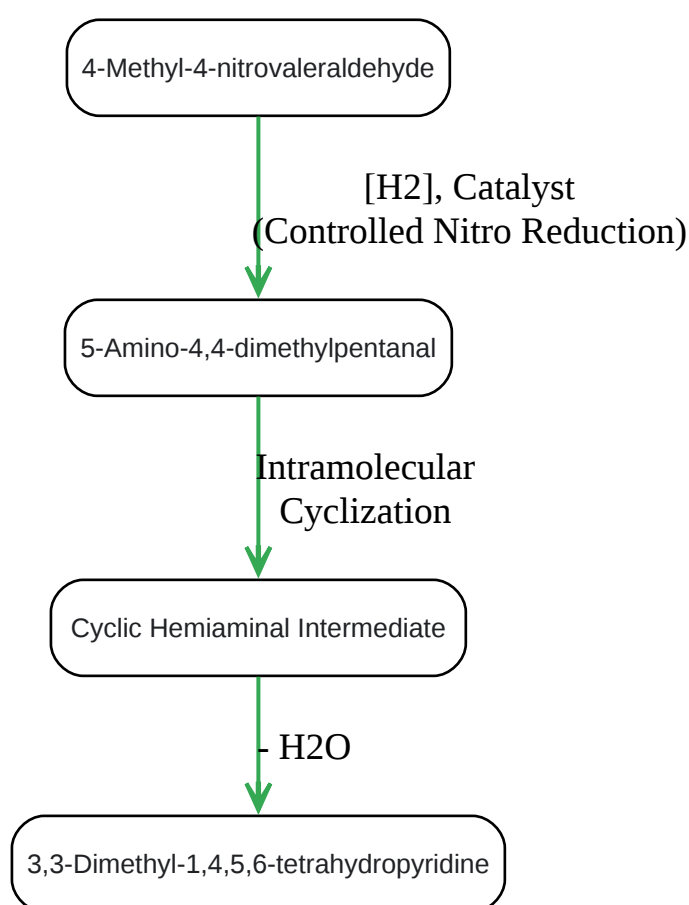 4-Methyl-4-nitrovaleraldehyde
[H2], Catalyst
(Controlled Nitro Reduction)
5-Amino-4,4-dimethylpentanal
Intramolecular
Cyclization
Cyclic Hemiaminal Intermediate
- H2O
3,3-Dimethyl-1,4,5,6-tetrahydropyridine